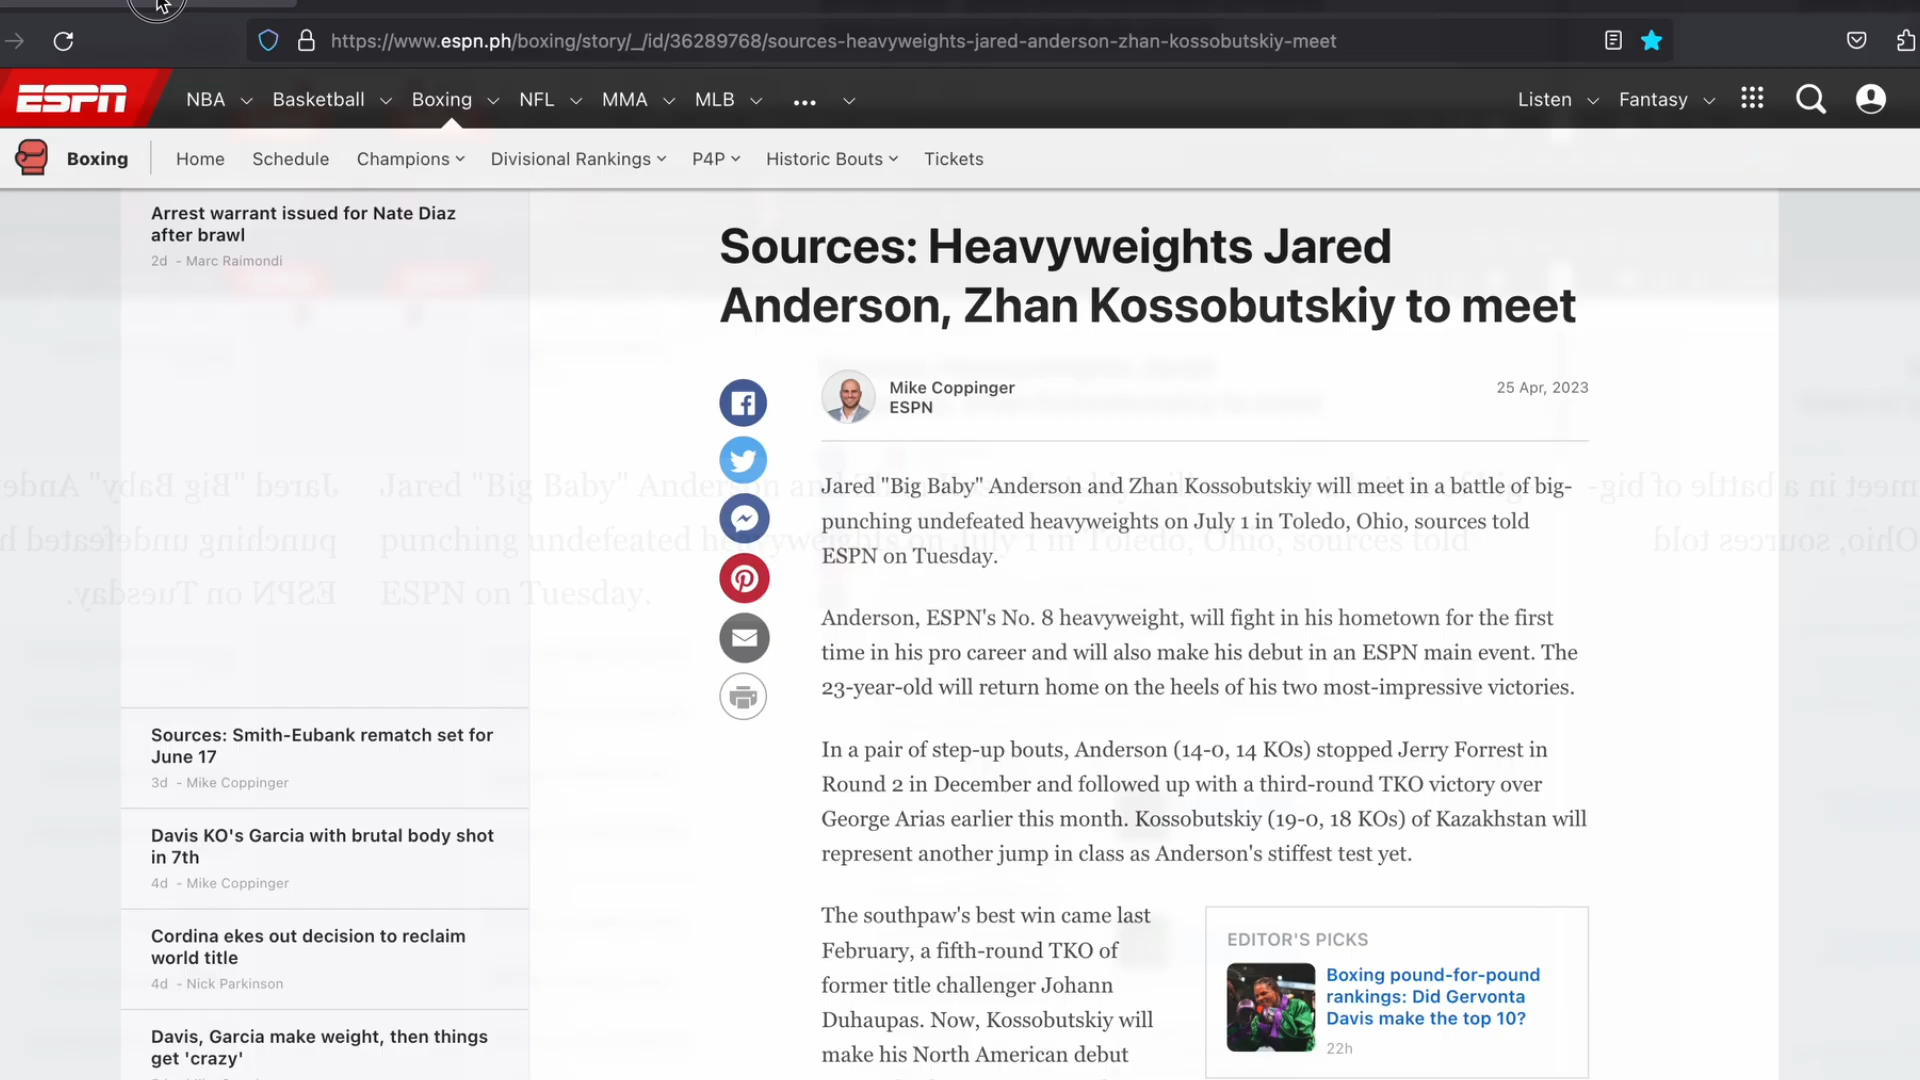 https://www.espn.ph/boxing/story/_/id/36289768/sources-heavyweights-jared-anderson-zhan-kossobutskiy-meet
ESPN NBA Basketball Boxing NFL MMA MLB ••• Listen Fantasy
Boxing Home Schedule Champions Divisional Rankings P4P Historic Bouts Tickets
Arrest warrant issued for Nate Diaz
after brawl
2d - Marc Raimondi
Sources: Smith-Eubank rematch set for
June 17
3d - Mike Coppinger
Davis KO's Garcia with brutal body shot
in 7th
4d - Mike Coppinger
Cordina ekes out decision to reclaim
world title
4d - Nick Parkinson
Davis, Garcia make weight, then things
get 'crazy'
Sources: Heavyweights Jared
Anderson, Zhan Kossobutskiy to meet
Mike Coppinger
ESPN
25 Apr, 2023
Jared "Big Baby" Anderson and Zhan Kossobutskiy will meet in a battle of big-
punching undefeated heavyweights on July 1 in Toledo, Ohio, sources told
ESPN on Tuesday.
Anderson, ESPN's No. 8 heavyweight, will fight in his hometown for the first
time in his pro career and will also make his debut in an ESPN main event. The
23-year-old will return home on the heels of his two most-impressive victories.
In a pair of step-up bouts, Anderson (14-0, 14 KOs) stopped Jerry Forrest in
Round 2 in December and followed up with a third-round TKO victory over
George Arias earlier this month. Kossobutskiy (19-0, 18 KOs) of Kazakhstan will
represent another jump in class as Anderson's stiffest test yet.
The southpaw's best win came last
February, a fifth-round TKO of
former title challenger Johann
Duhaupas. Now, Kossobutskiy will
make his North American debut
EDITOR'S PICKS
Boxing pound-for-pound
rankings: Did Gervonta
Davis make the top 10?
22h